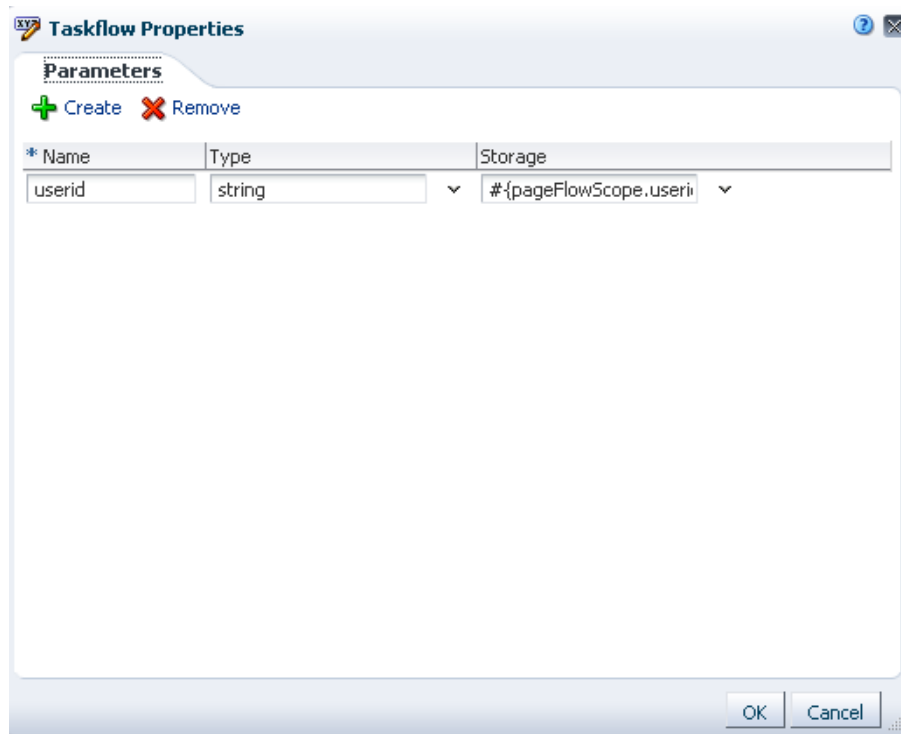 Taskflow Properties
Parameters
Create Remove
* Name Type Storage
userid string #{pageFlowScope.useri
OK Cancel